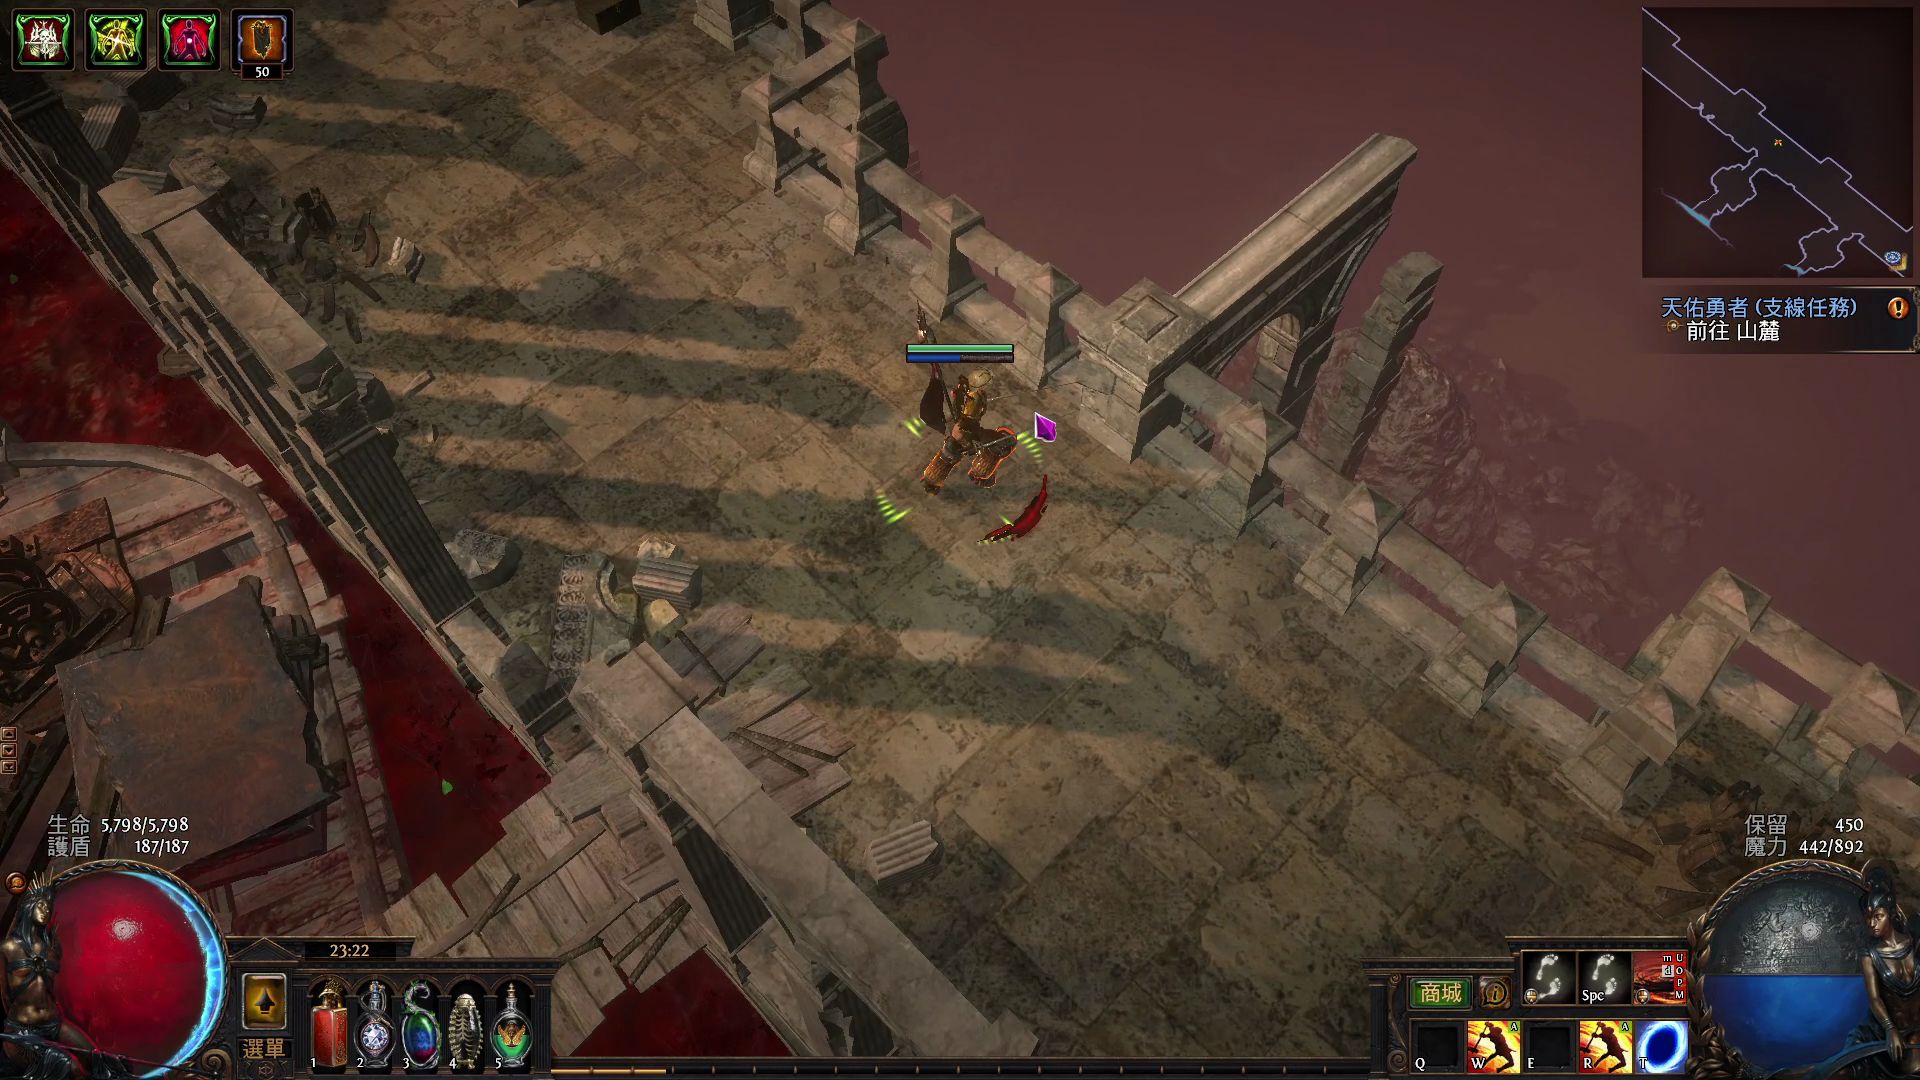 50
天佑勇者 (支線任務)
前往 山麓
生命 5,798/5,798
護盾 187/187
保留 450
魔力 442/892
23:22
選單
1 2 3 4 5
商城
Spc
m U
d O
P
M
Q W A E R A T